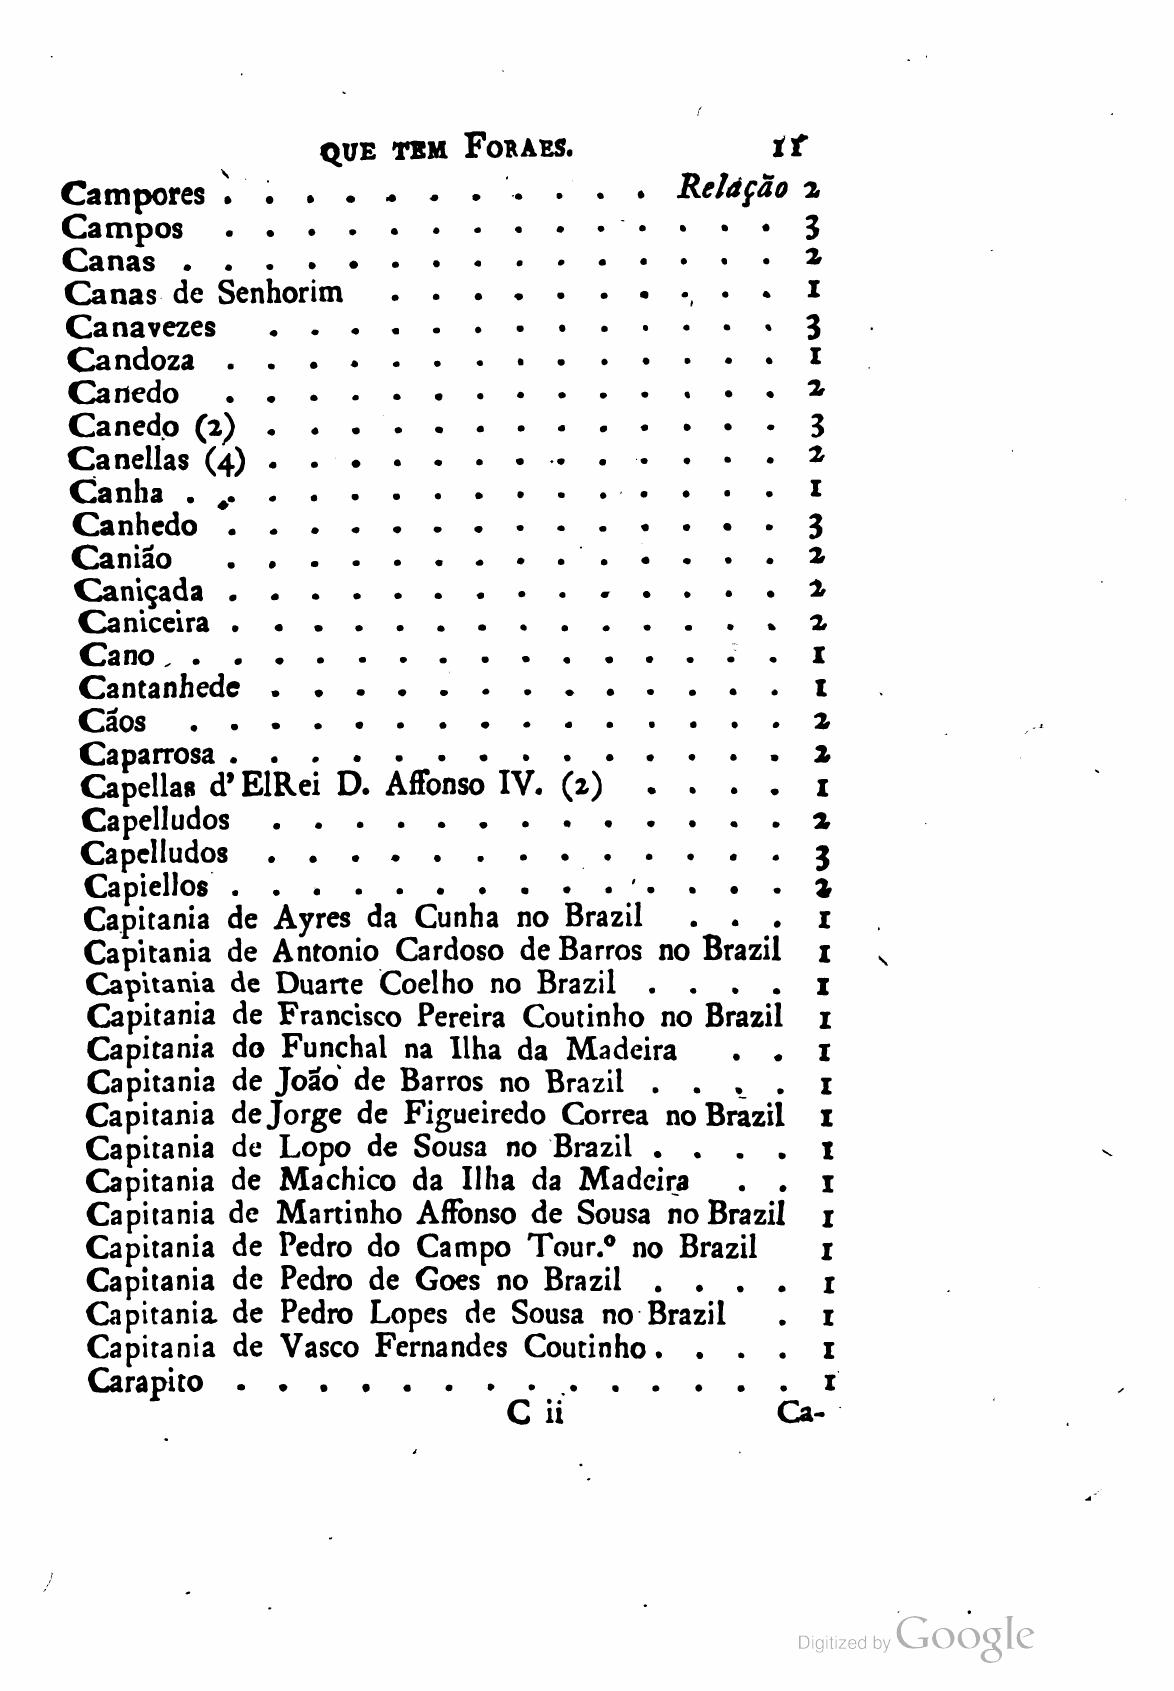 QUE TEM FORAES. 11
Campores . . . . . . . . . . . Relação 2
Campos . . . . . . . . . . . . . . 3
Canas . . . . . . . . . . . . . . . 2
Canas de Senhorim . . . . . . . . . . 1
Canavezes . . . . . . . . . . . . . 3
Candoza . . . . . . . . . . . . . . 1
Canedo . . . . . . . . . . . . . . 2
Canedo (2) . . . . . . . . . . . . . 3
Canellas (4) . . . . . . . . . . . . . 2
Canha . . . . . . . . . . . . . . . 1
Canhedo . . . . . . . . . . . . . . 3
Canião . . . . . . . . . . . . . . 2
Caniçada . . . . . . . . . . . . . . 2
Caniceira . . . . . . . . . . . . . . 2
Cano . . . . . . . . . . . . . . . 1
Cantanhede . . . . . . . . . . . . . 1
Cãos . . . . . . . . . . . . . . . 2
Caparrosa . . . . . . . . . . . . . . 2
Capellas d'ElRei D. Affonso IV. (2) . . . . 1
Capelludos . . . . . . . . . . . . . 2
Capelludos . . . . . . . . . . . . . 3
Capiellos . . . . . . . . . . . . . . 2
Capitania de Ayres da Cunha no Brazil . . . 1
Capitania de Antonio Cardoso de Barros no Brazil 1
Capitania de Duarte Coelho no Brazil . . . . 1
Capitania de Francisco Pereira Coutinho no Brazil 1
Capitania do Funchal na Ilha da Madeira . . 1
Capitania de João de Barros no Brazil . . . . 1
Capitania de Jorge de Figueiredo Correa no Brazil 1
Capitania de Lopo de Sousa no Brazil . . . . 1
Capitania de Machico da Ilha da Madeira . . 1
Capitania de Martinho Affonso de Sousa no Brazil 1
Capitania de Pedro do Campo Tour.º no Brazil 1
Capitania de Pedro de Goes no Brazil . . . . 1
Capitania de Pedro Lopes de Sousa no Brazil . 1
Capitania de Vasco Fernandes Coutinho . . . . 1
Carapito . . . . . . . . . . . . . . 1
C ii Ca-
Digitized by Google